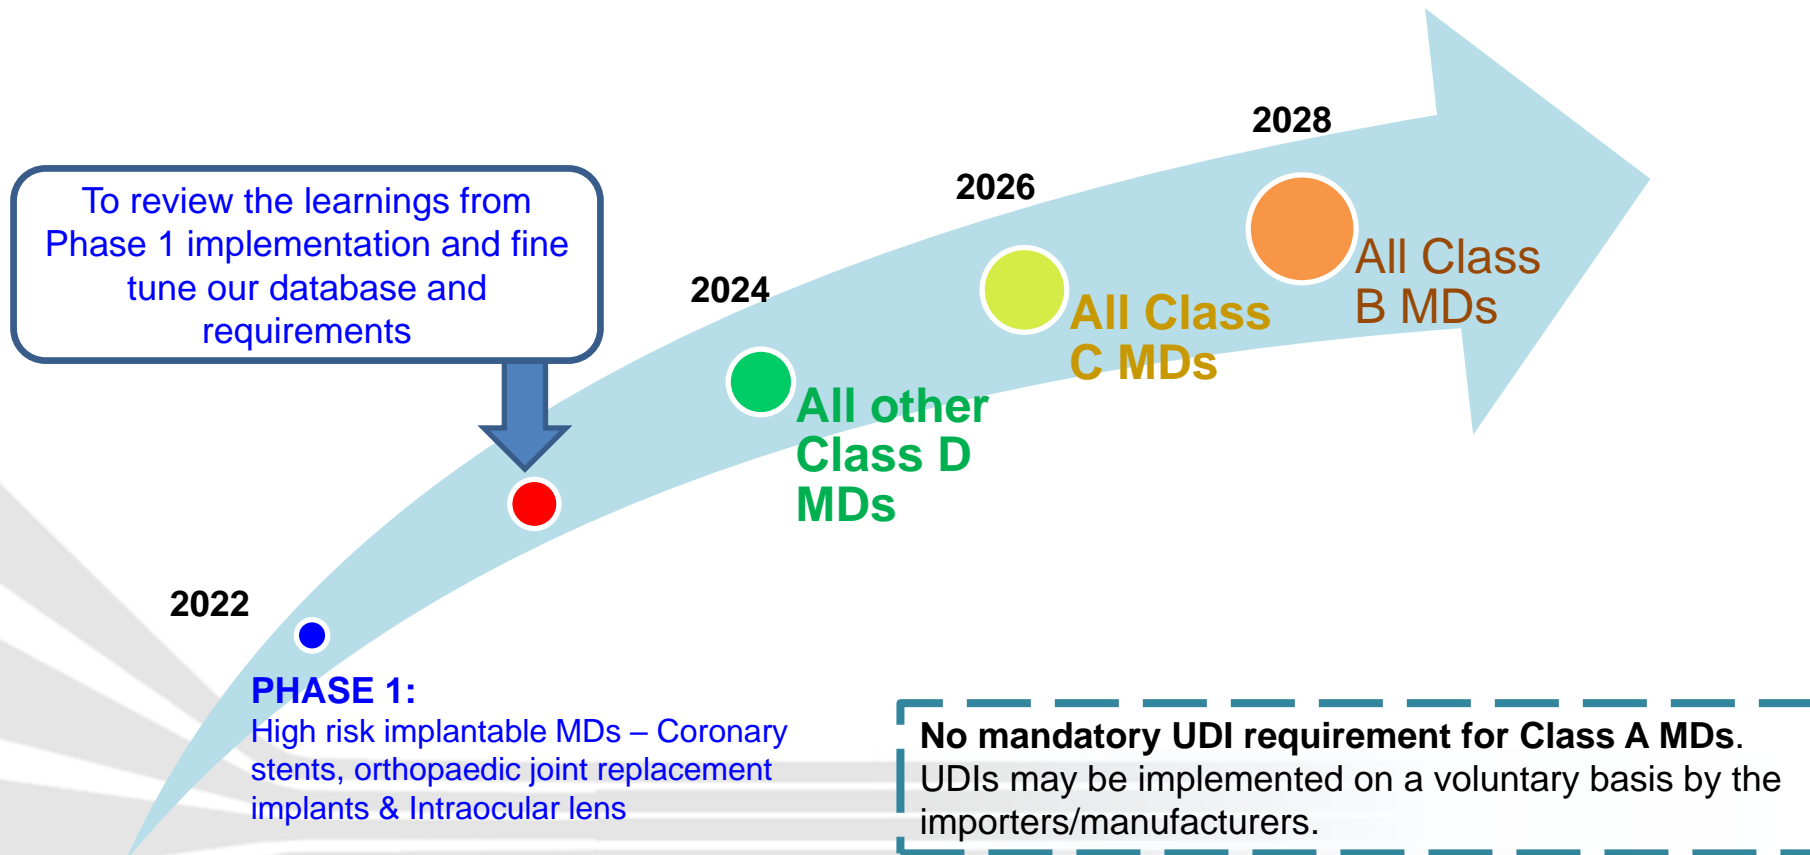 To review the learnings from
Phase 1 implementation and fine
tune our database and
requirements
2022
PHASE 1:
High risk implantable MDs – Coronary
stents, orthopaedic joint replacement
implants & Intraocular lens
2024
All other
Class D
MDs
2026
All Class
C MDs
2028
All Class
B MDs
No mandatory UDI requirement for Class A MDs.
UDIs may be implemented on a voluntary basis by the
importers/manufacturers.